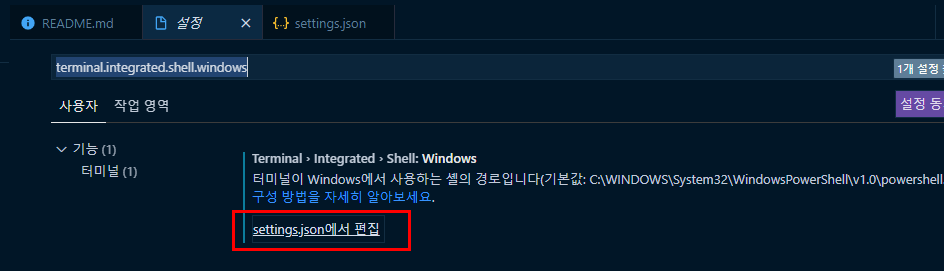 README.md 설정 settings.json
terminal.integrated.shell.windows
1개 설정
사용자 작업 영역
설정 동
기능 (1)
터미널 (1)
Terminal › Integrated › Shell: Windows
터미널이 Windows에서 사용하는 셸의 경로입니다(기본값: C:\WINDOWS\System32\WindowsPowerShell\v1.0\powershell.
구성 방법을 자세히 알아보세요.
settings.json에서 편집